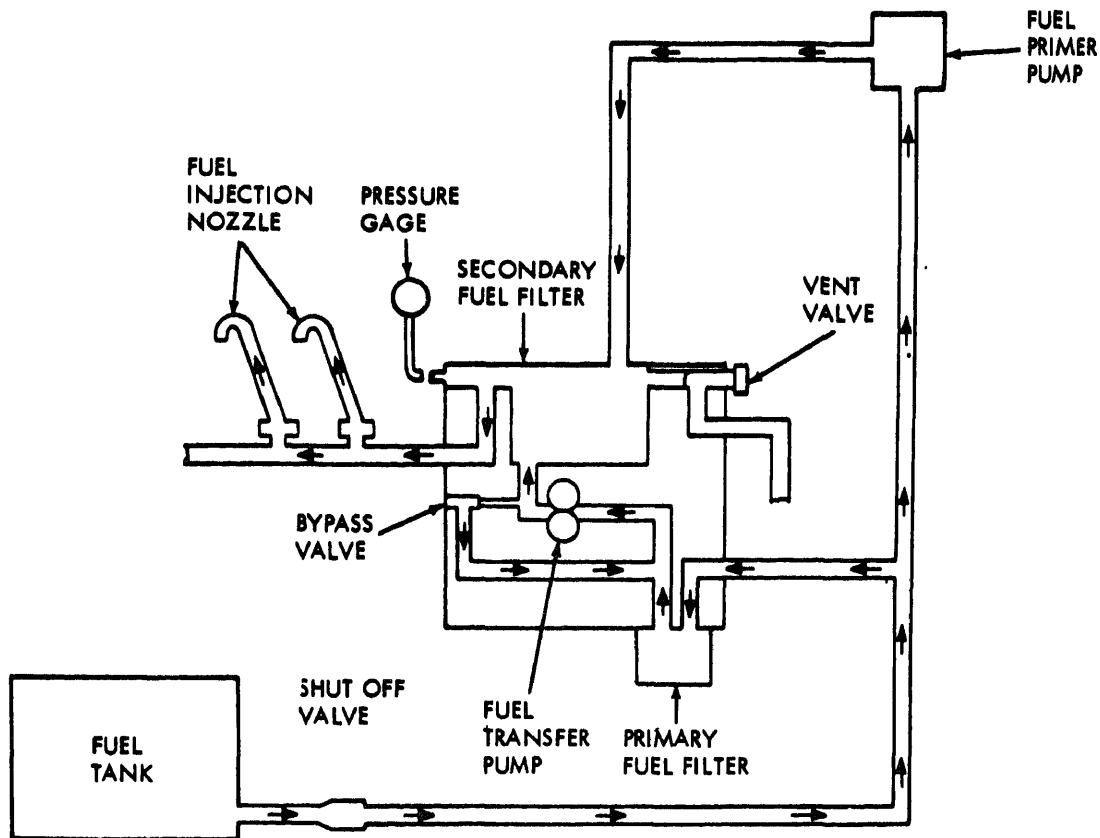 FUEL
PRIMER
PUMP
FUEL
INJECTION
NOZZLE
PRESSURE
GAGE
SECONDARY
FUEL FILTER
VENT
VALVE
BYPASS
VALVE
SHUT OFF
VALVE
FUEL
TRANSFER
PUMP
PRIMARY
FUEL FILTER
FUEL
TANK